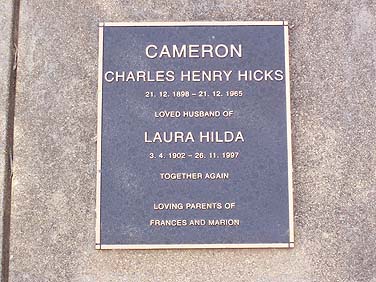 CAMERON
CHARLES HENRY HICKS
21. 12. 1898 – 21. 12. 1965
LOVED HUSBAND OF
LAURA HILDA
3. 4. 1902 – 26. 11. 1997
TOGETHER AGAIN
LOVING PARENTS OF
FRANCES AND MARION